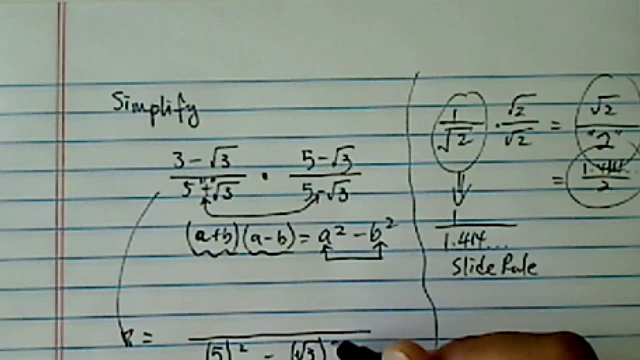 Simplify
3 - √3 / 5 "+" √3 · 5 - √3 / 5 - √3
(a+b)(a-b) = a² - b²
= / (5)² - (√3)
1/√2 · √2/√2 = √2/"2"
= 1.414/2
1/1.414...
Slide Rule